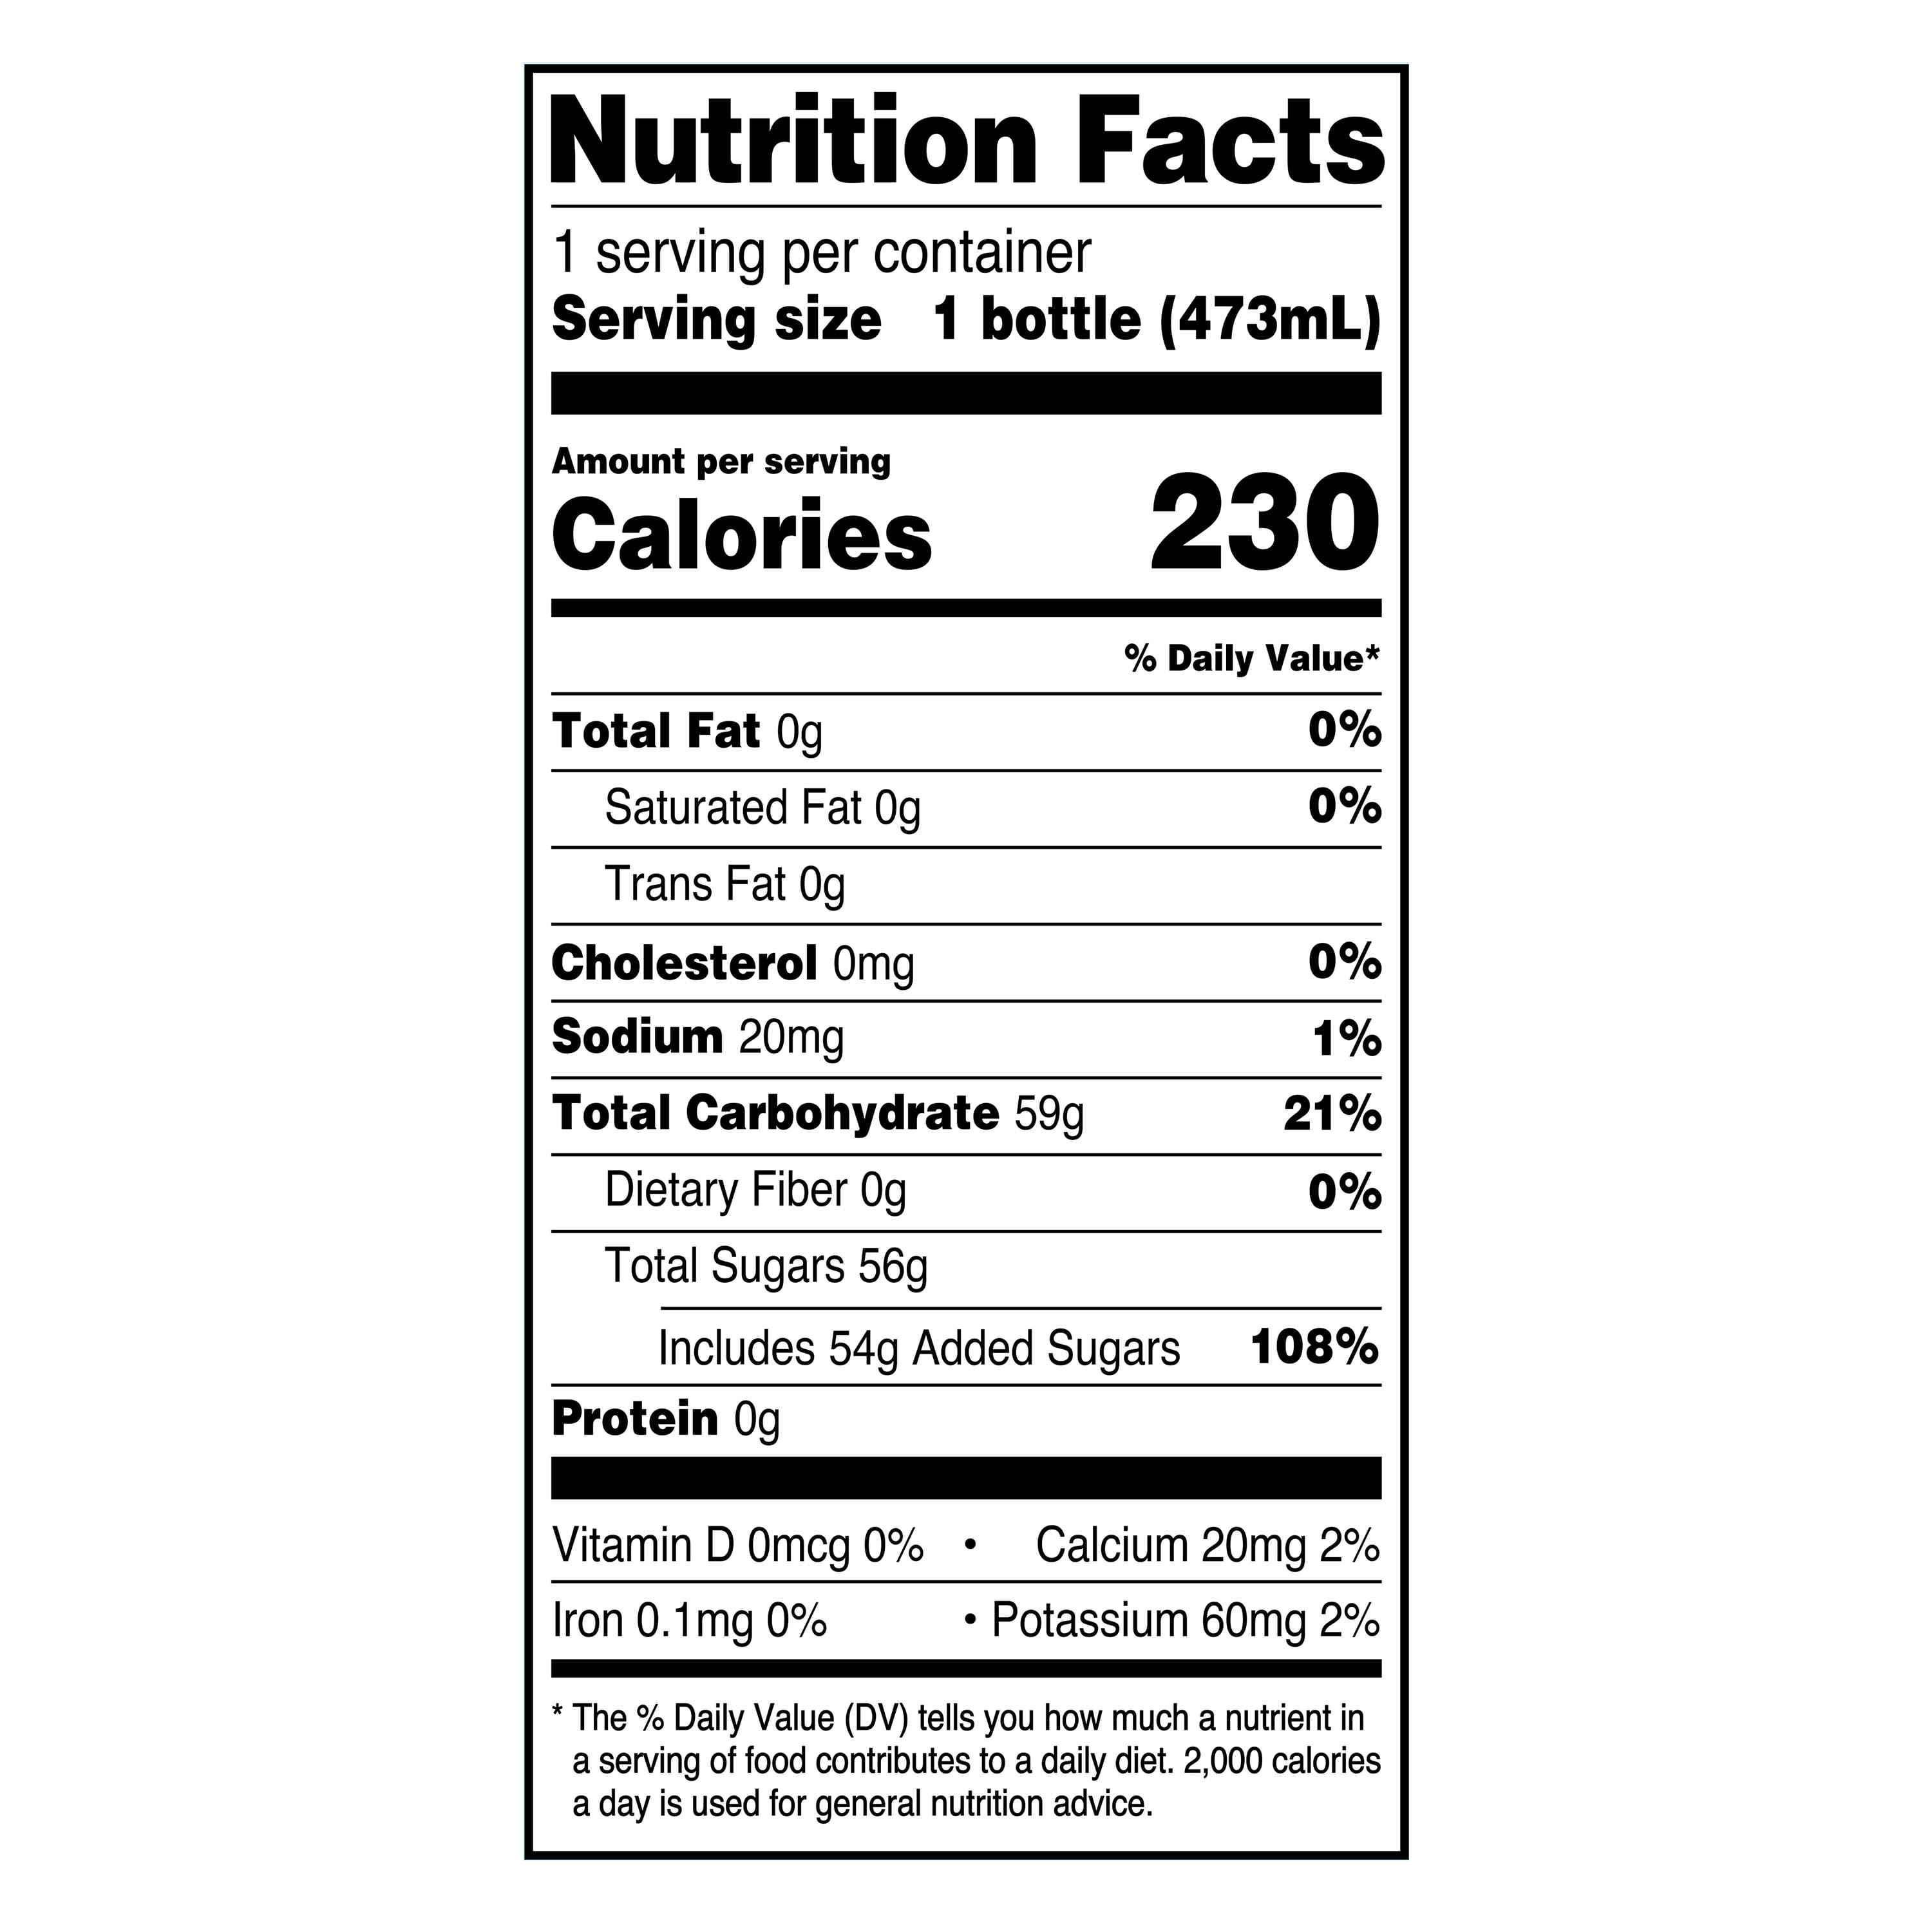 Nutrition Facts
1 serving per container
Serving size 1 bottle (473mL)
Amount per serving
Calories 230
% Daily Value*
Total Fat 0g 0%
Saturated Fat 0g 0%
Trans Fat 0g
Cholesterol 0mg 0%
Sodium 20mg 1%
Total Carbohydrate 59g 21%
Dietary Fiber 0g 0%
Total Sugars 56g
Includes 54g Added Sugars 108%
Protein 0g
Vitamin D 0mcg 0% • Calcium 20mg 2%
Iron 0.1mg 0% • Potassium 60mg 2%
* The % Daily Value (DV) tells you how much a nutrient in
a serving of food contributes to a daily diet. 2,000 calories
a day is used for general nutrition advice.